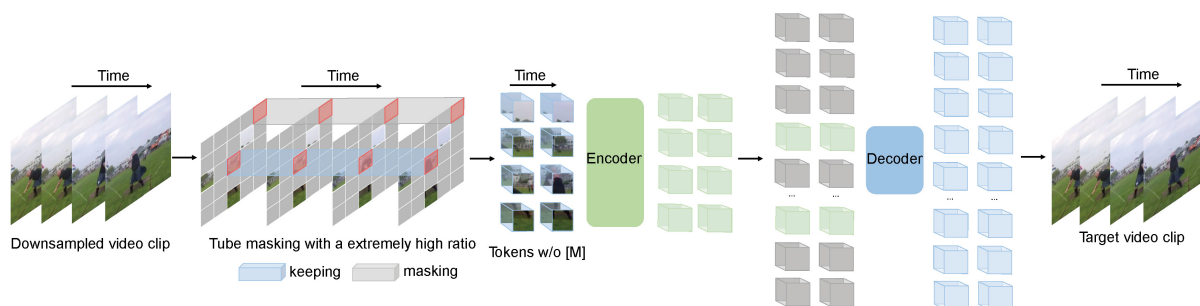 Time
Time
Time
Time
Encoder
Decoder
...
...
...
...
Downsampled video clip
Tube masking with a extremely high ratio
Tokens w/o [M]
Target video clip
keeping
masking